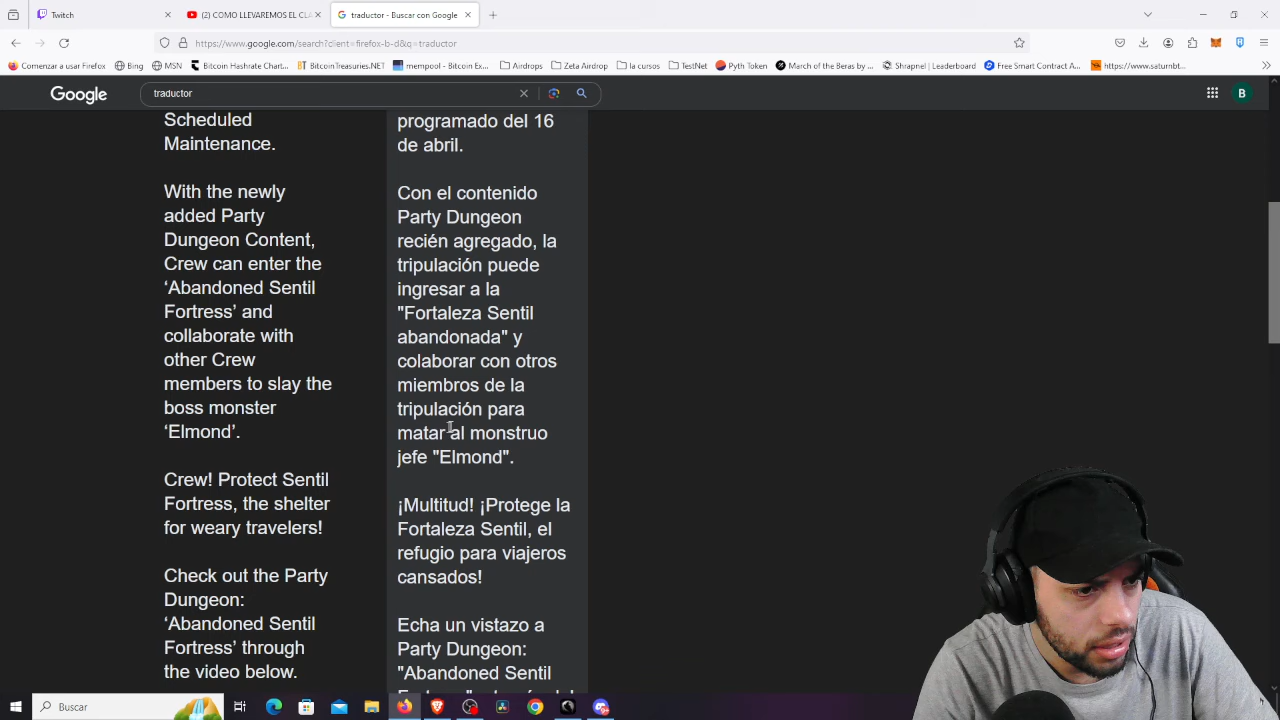 Twitch
(2) COMO LLEVAREMOS EL CL
traductor - Buscar con Google
https://www.google.com/search?client=firefox-b-d&q=traductor
Comenzar a usar Firefox
Bing
MSN
Bitcoin Hashrate Chart...
BitcoinTreasuries.NET
mempool - Bitcoin Ex...
Airdrops
Zeta Airdrop
la cursos
TestNet
Pyth Token
March of the Beras by ...
Shrapnel | Leaderboard
Free Smart Contract A...
https://www.saturnbt...
Google
traductor
B
Scheduled
Maintenance.
With the newly
added Party
Dungeon Content,
Crew can enter the
‘Abandoned Sentil
Fortress’ and
collaborate with
other Crew
members to slay the
boss monster
‘Elmond’.
Crew! Protect Sentil
Fortress, the shelter
for weary travelers!
Check out the Party
Dungeon:
‘Abandoned Sentil
Fortress’ through
the video below.
programado del 16
de abril.
Con el contenido
Party Dungeon
recién agregado, la
tripulación puede
ingresar a la
"Fortaleza Sentil
abandonada" y
colaborar con otros
miembros de la
tripulación para
matar al monstruo
jefe "Elmond".
¡Multitud! ¡Protege la
Fortaleza Sentil, el
refugio para viajeros
cansados!
Echa un vistazo a
Party Dungeon:
"Abandoned Sentil
Buscar